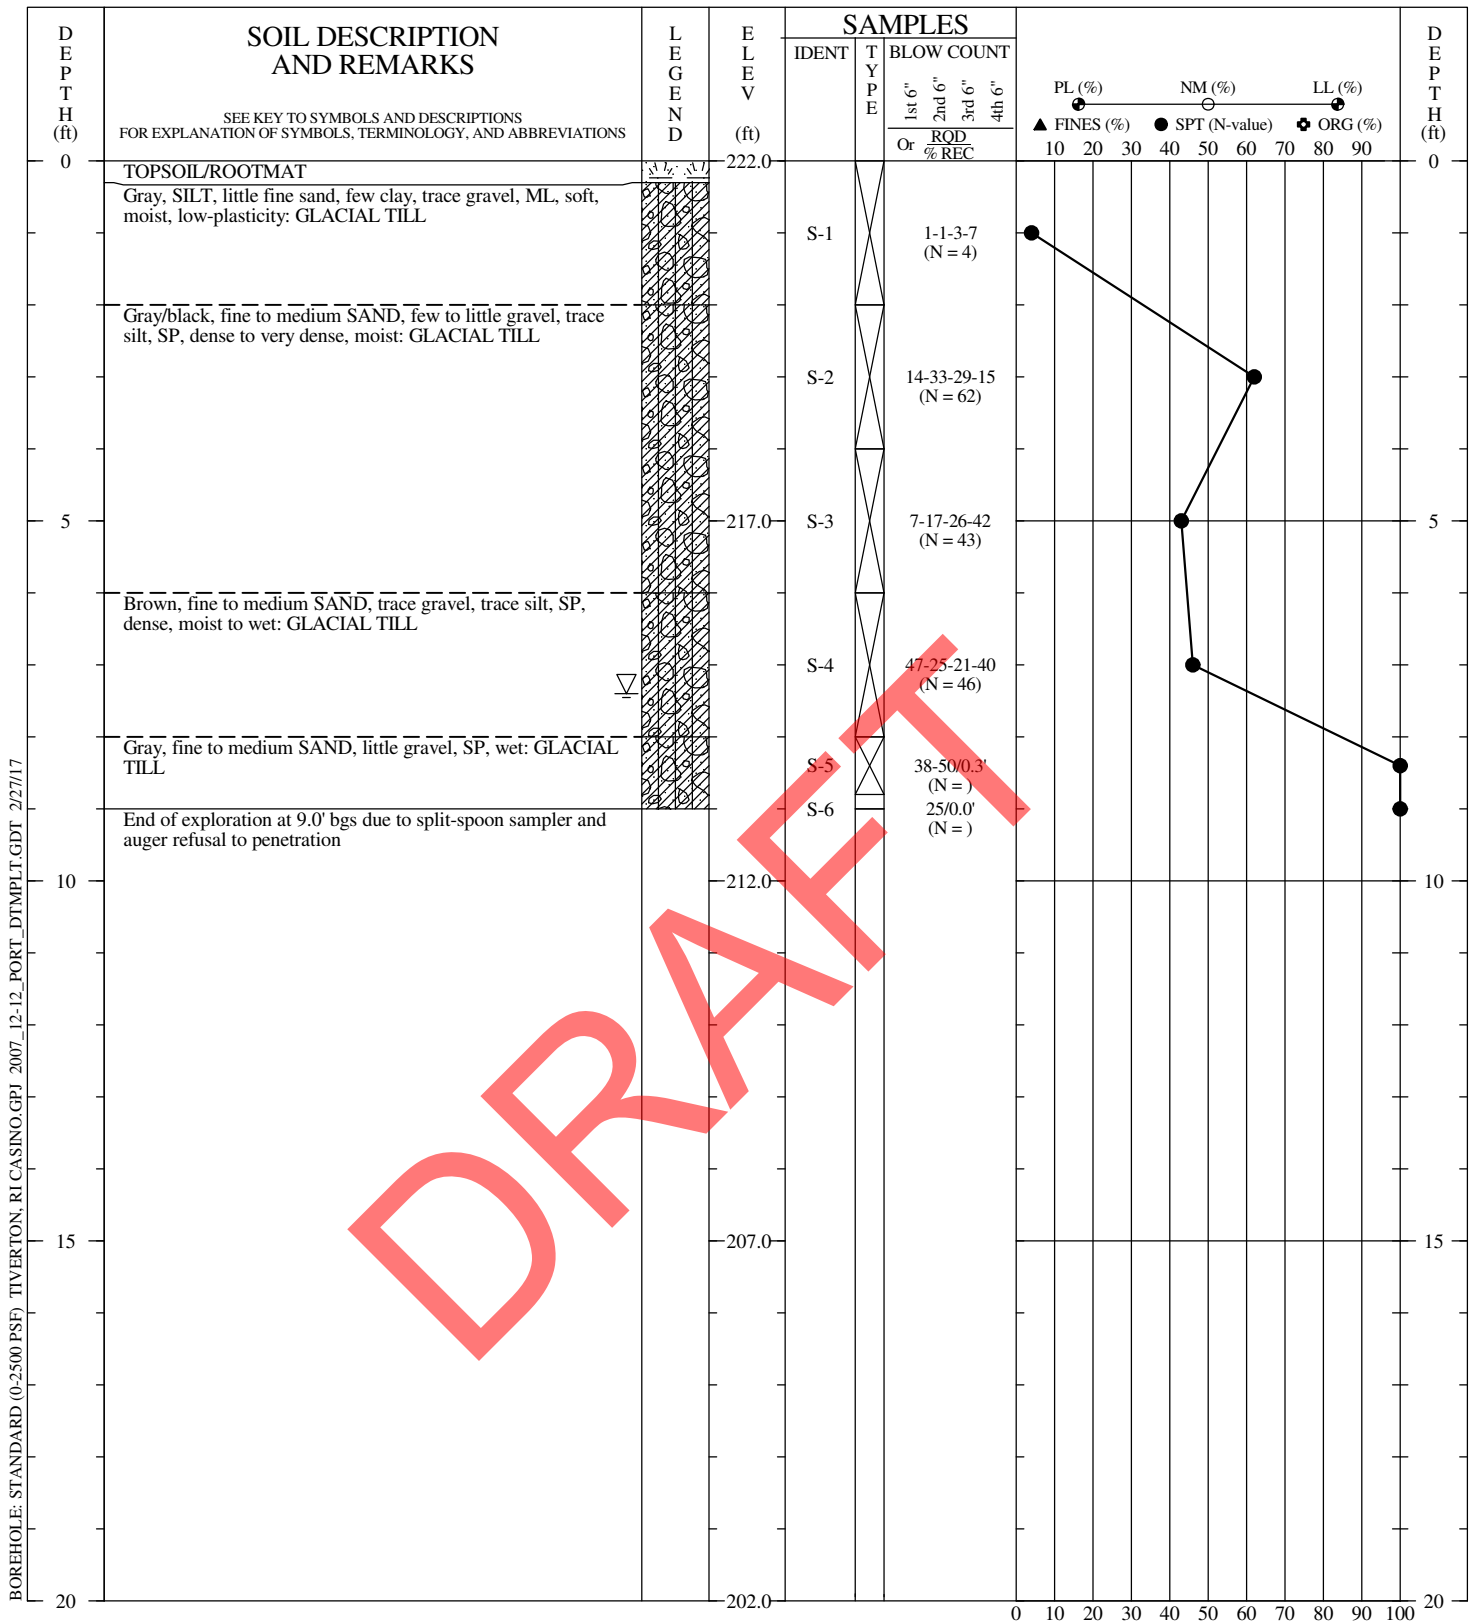 SAMPLES
DEPTH
(ft)
SOIL DESCRIPTION
AND REMARKS
SEE KEY TO SYMBOLS AND DESCRIPTIONS
FOR EXPLANATION OF SYMBOLS, TERMINOLOGY, AND ABBREVIATIONS
LEGEND
ELEV
(ft)
IDENT
TYPE
BLOW COUNT
1st 6"
2nd 6"
3rd 6"
4th 6"
Or RQD
% REC
PL (%) NM (%) LL (%)
FINES (%) SPT (N-value) ORG (%)
10 20 30 40 50 60 70 80 90
DEPTH
(ft)
0 222.0 0
TOPSOIL/ROOTMAT
Gray, SILT, little fine sand, few clay, trace gravel, ML, soft,
moist, low-plasticity: GLACIAL TILL
S-1 1-1-3-7
(N = 4)
Gray/black, fine to medium SAND, few to little gravel, trace
silt, SP, dense to very dense, moist: GLACIAL TILL
S-2 14-33-29-15
(N = 62)
5 217.0 S-3 7-17-26-42 5
(N = 43)
Brown, fine to medium SAND, trace gravel, trace silt, SP,
dense, moist to wet: GLACIAL TILL
S-4 47-25-21-40
(N = 46)
Gray, fine to medium SAND, little gravel, SP, wet: GLACIAL
TILL
S-5 38-50/0.3'
(N = )
S-6 25/0.0'
(N = )
End of exploration at 9.0' bgs due to split-spoon sampler and
auger refusal to penetration
10 212.0 10
15 207.0 15
20 202.0 20
0 10 20 30 40 50 60 70 80 90 100
DRAFT
BOREHOLE: STANDARD (0-2500 PSF) TIVERTON, RI CASINO.GPJ 2007_12-12_PORT_DTMPLT.GDT 2/27/17